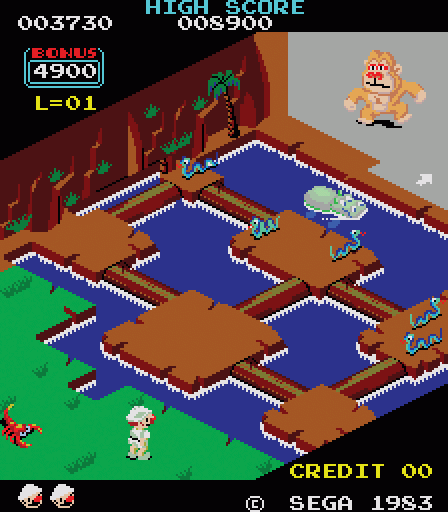 HIGH SCORE
003730 008900
BONUS
4900
L=01
CREDIT 00
© SEGA 1983